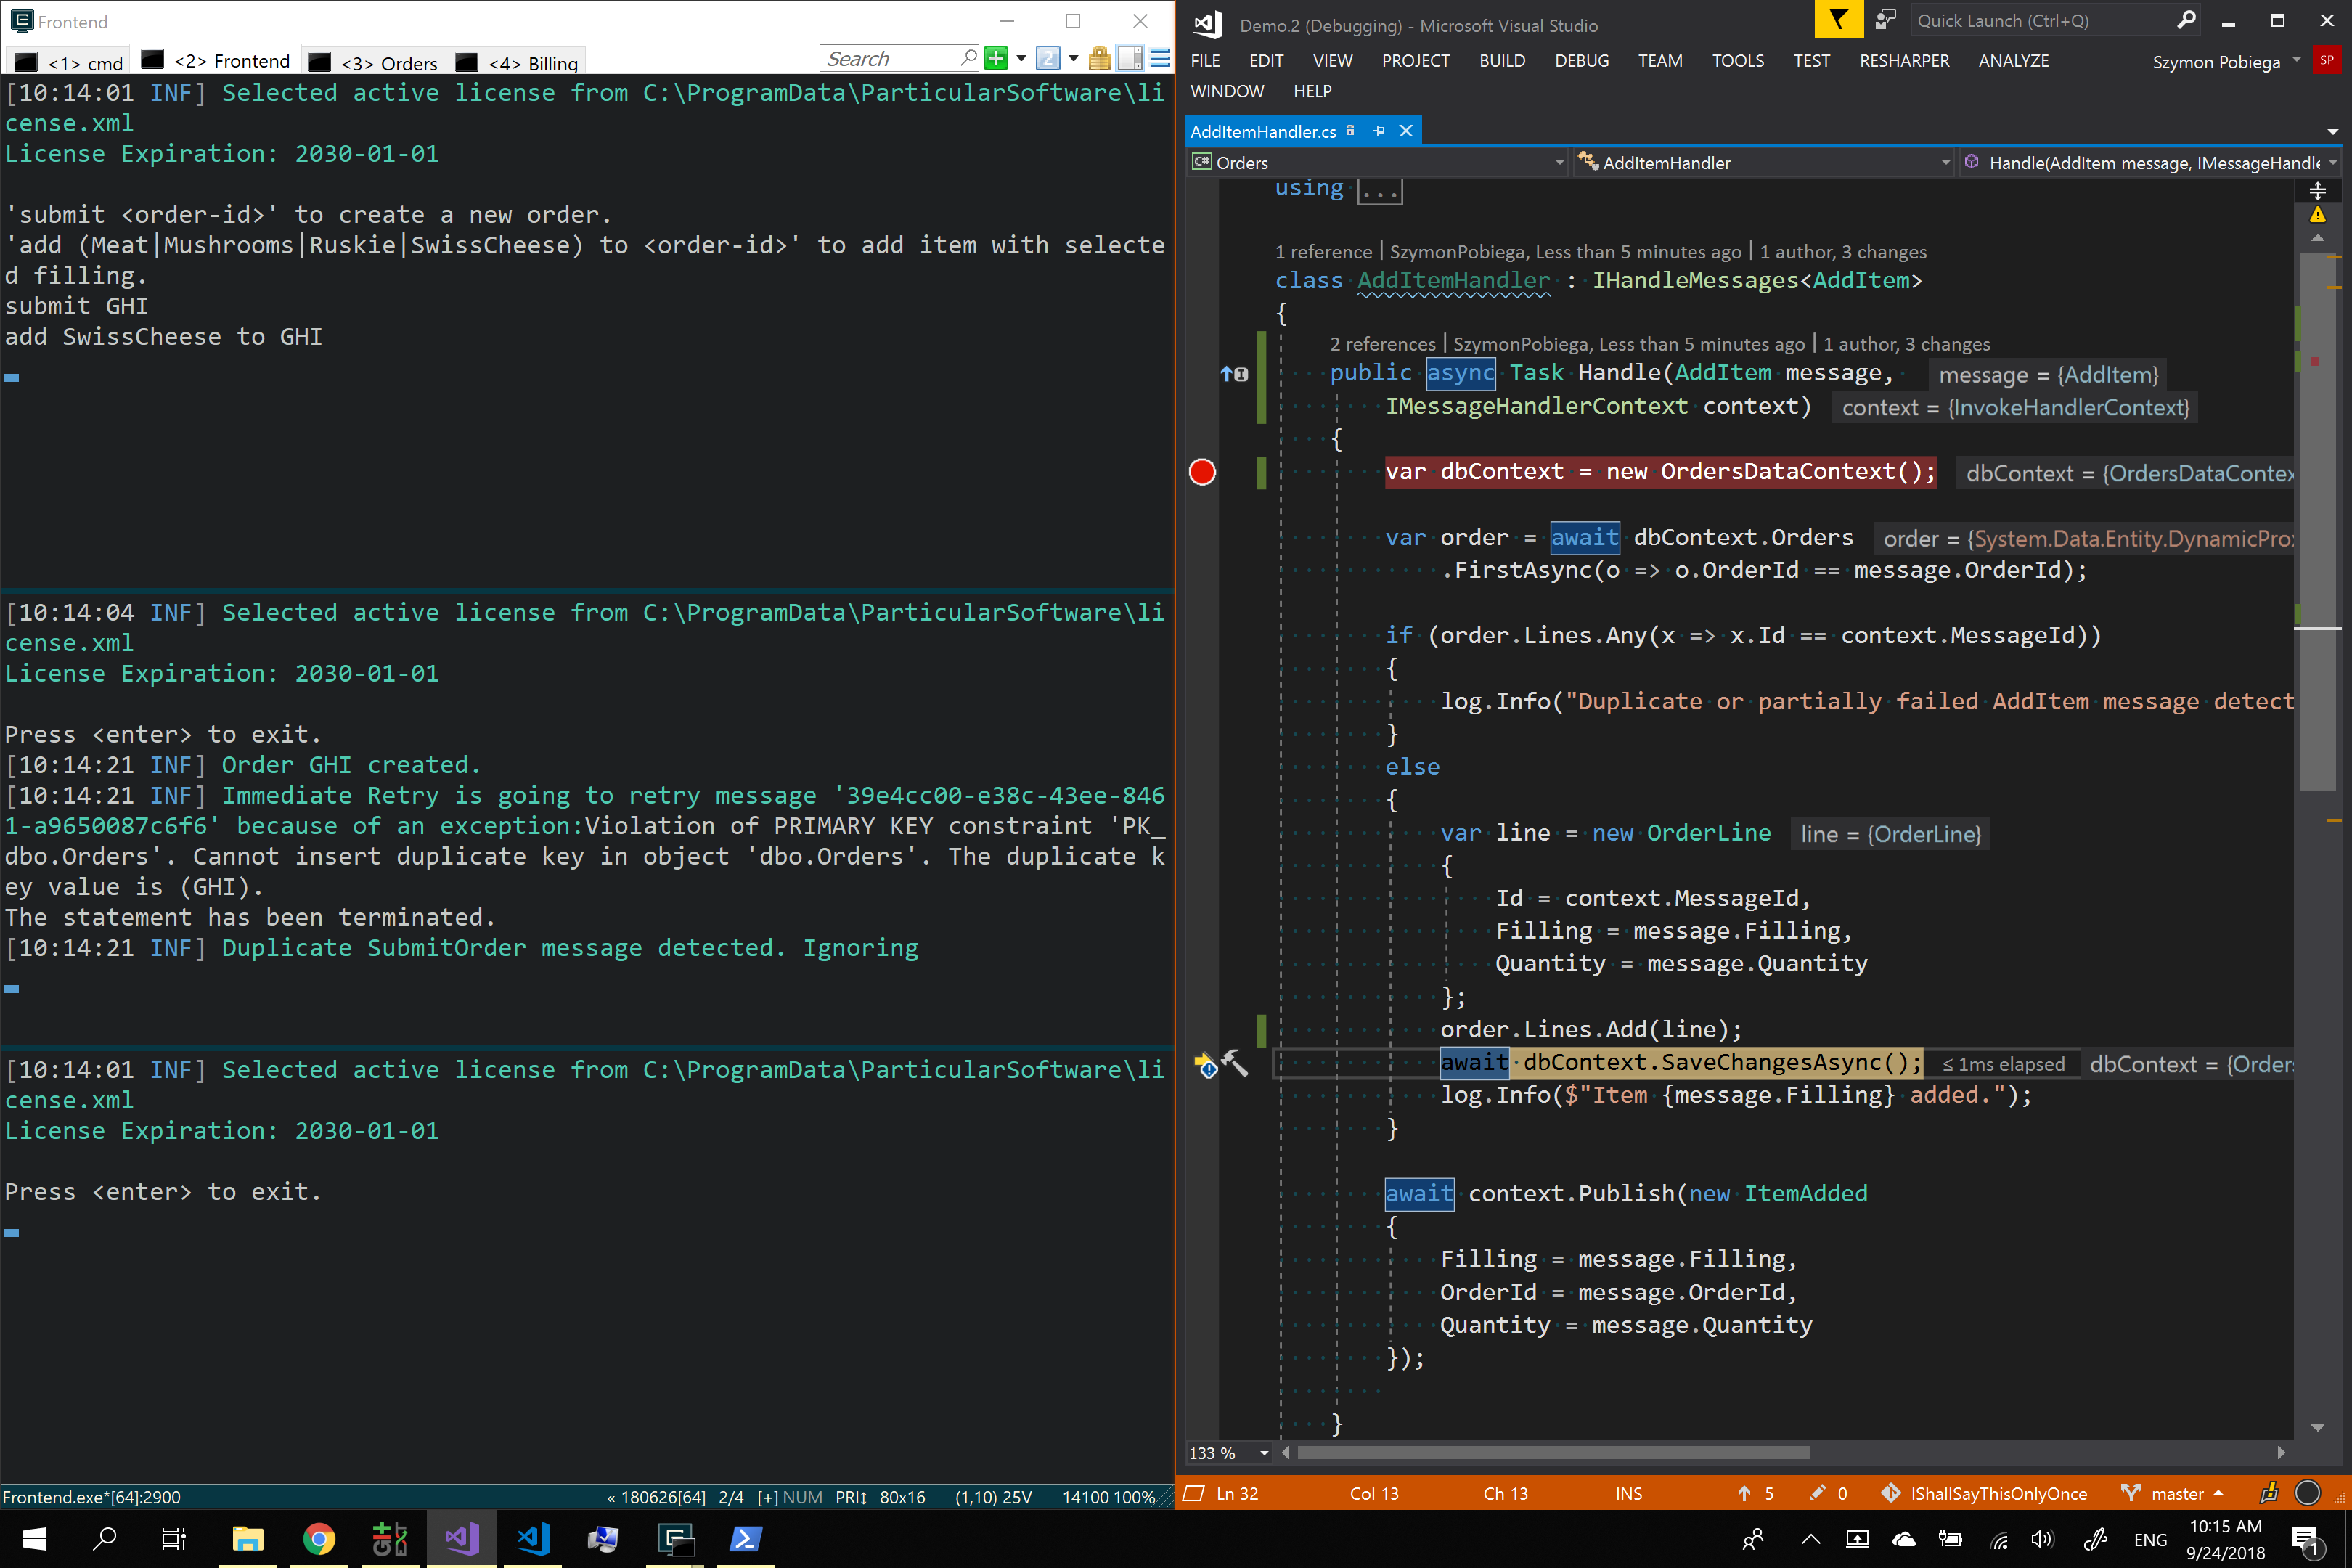 Frontend
<1> cmd
<2> Frontend
<3> Orders
<4> Billing
Search
[10:14:01 INF] Selected active license from C:\ProgramData\ParticularSoftware\li
cense.xml
License Expiration: 2030-01-01
'submit <order-id>' to create a new order.
'add (Meat|Mushrooms|Ruskie|SwissCheese) to <order-id>' to add item with selecte
d filling.
submit GHI
add SwissCheese to GHI
[10:14:04 INF] Selected active license from C:\ProgramData\ParticularSoftware\li
cense.xml
License Expiration: 2030-01-01
Press <enter> to exit.
[10:14:21 INF] Order GHI created.
[10:14:21 INF] Immediate Retry is going to retry message '39e4cc00-e38c-43ee-846
1-a9650087c6f6' because of an exception:Violation of PRIMARY KEY constraint 'PK_
dbo.Orders'. Cannot insert duplicate key in object 'dbo.Orders'. The duplicate k
ey value is (GHI).
The statement has been terminated.
[10:14:21 INF] Duplicate SubmitOrder message detected. Ignoring
[10:14:01 INF] Selected active license from C:\ProgramData\ParticularSoftware\li
cense.xml
License Expiration: 2030-01-01
Press <enter> to exit.
Frontend.exe*[64]:2900 « 180626[64] 2/4 [+] NUM PRI↕ 80x16 (1,10) 25V 14100 100%
Demo.2 (Debugging) - Microsoft Visual Studio
Quick Launch (Ctrl+Q)
FILE EDIT VIEW PROJECT BUILD DEBUG TEAM TOOLS TEST RESHARPER ANALYZE
Szymon Pobiega SP
WINDOW HELP
AddItemHandler.cs
C# Orders
AddItemHandler
Handle(AddItem message, IMessageHandle
using ...
1 reference | SzymonPobiega, Less than 5 minutes ago | 1 author, 3 changes
class AddItemHandler : IHandleMessages<AddItem>
{
2 references | SzymonPobiega, Less than 5 minutes ago | 1 author, 3 changes
public async Task Handle(AddItem message, message = {AddItem}
IMessageHandlerContext context) context = {InvokeHandlerContext}
{
var dbContext = new OrdersDataContext(); dbContext = {OrdersDataContex
var order = await dbContext.Orders order = {System.Data.Entity.DynamicProx
.FirstAsync(o => o.OrderId == message.OrderId);
if (order.Lines.Any(x => x.Id == context.MessageId))
{
log.Info("Duplicate or partially failed AddItem message detect
}
else
{
var line = new OrderLine line = {OrderLine}
{
Id = context.MessageId,
Filling = message.Filling,
Quantity = message.Quantity
};
order.Lines.Add(line);
await dbContext.SaveChangesAsync(); ≤ 1ms elapsed dbContext = {Orders
log.Info($"Item {message.Filling} added.");
}
await context.Publish(new ItemAdded
{
Filling = message.Filling,
OrderId = message.OrderId,
Quantity = message.Quantity
});
}
133 %
Ln 32 Col 13 Ch 13 INS 5 0 IShallSayThisOnlyOnce master
ENG
10:15 AM
9/24/2018
1